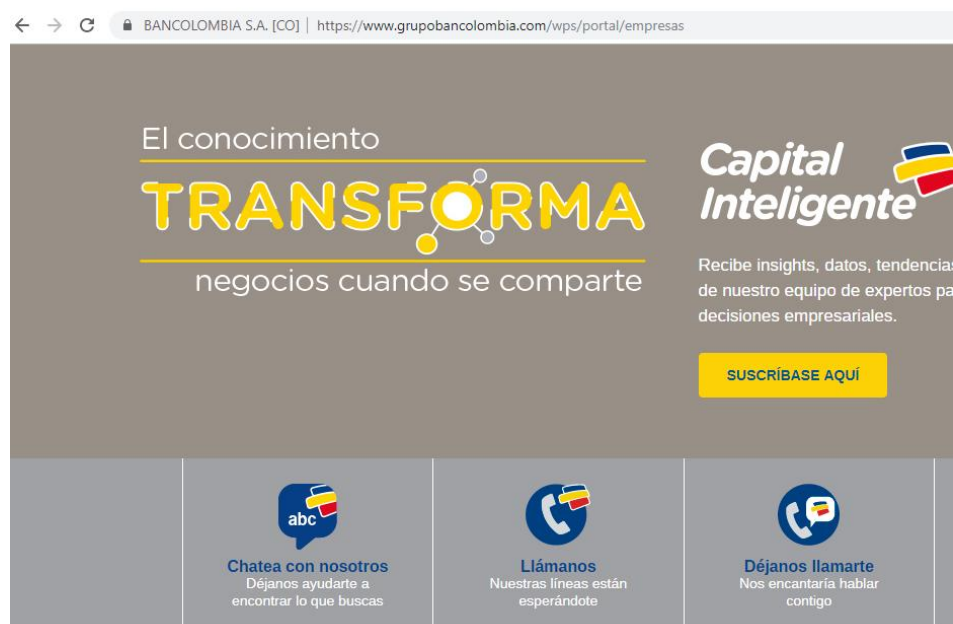 BANCOLOMBIA S.A. [CO] | https://www.grupobancolombia.com/wps/portal/empresas
El conocimiento
TRANSFORMA
negocios cuando se comparte
Capital
Inteligente
Recibe insights, datos, tendencias
de nuestro equipo de expertos pa
decisiones empresariales.
SUSCRÍBASE AQUÍ
abc
Chatea con nosotros
Déjanos ayudarte a
encontrar lo que buscas
Llámanos
Nuestras líneas están
esperándote
Déjanos llamarte
Nos encantaría hablar
contigo